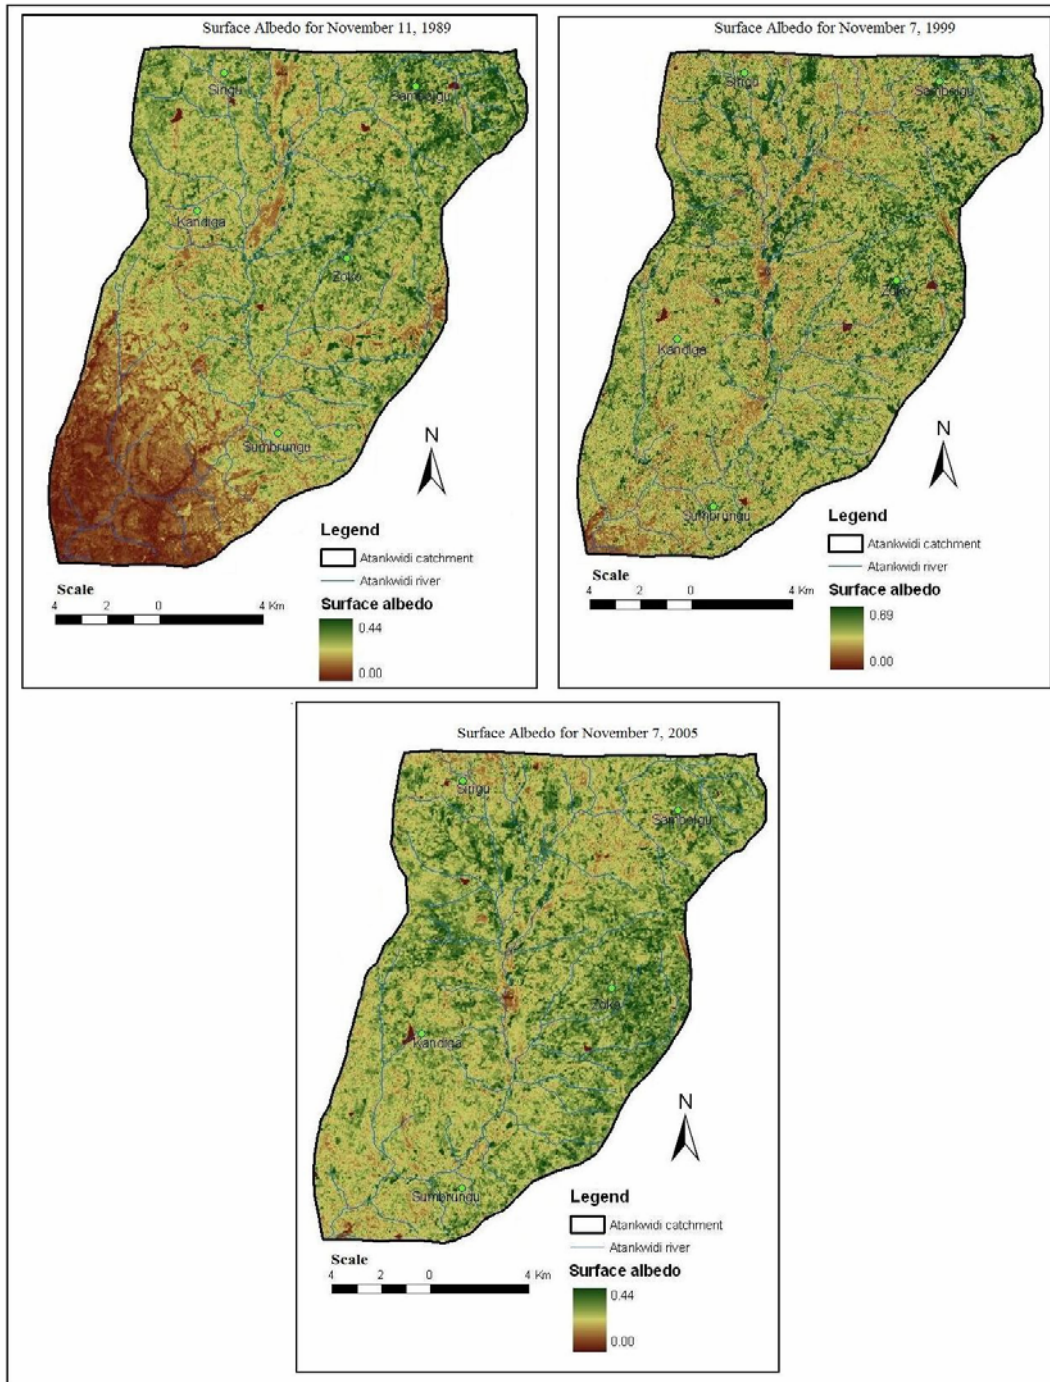 Surface Albedo for November 11, 1989
Sirigu
Samboligu
Kandiga
Zoko
Sumbrungu
N
Legend
Atankwidi catchment
Atankwidi river
Scale
4 2 0 4 Km
Surface albedo
0.44
0.00
Surface Albedo for November 7, 1999
Sirigu
Samboligu
Zoko
Kandiga
Sumbrungu
N
Legend
Atankwidi catchment
Atankwidi river
Scale
4 2 0 4 Km
Surface albedo
0.69
0.00
Surface Albedo for November 7, 2005
Sirigu
Samboligu
Zoko
Kandiga
Sumbrungu
N
Legend
Atankwidi catchment
Atankwidi river
Scale
4 2 0 4 Km
Surface albedo
0.44
0.00